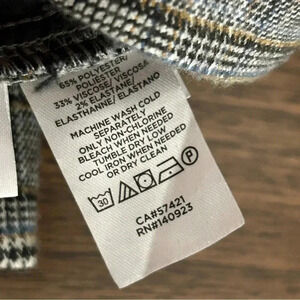 65% POLYESTER/
POLIESTER
33% VISCOSE/ VISCOSA
2% ELASTANE/
ELASTHANNE/ ELASTANO
MACHINE WASH COLD
SEPARATELY
ONLY NON-CHLORINE
BLEACH WHEN NEEDED
TUMBLE DRY LOW
COOL IRON WHEN NEEDED
OR DRY CLEAN
30
CA#57421
RN#140923